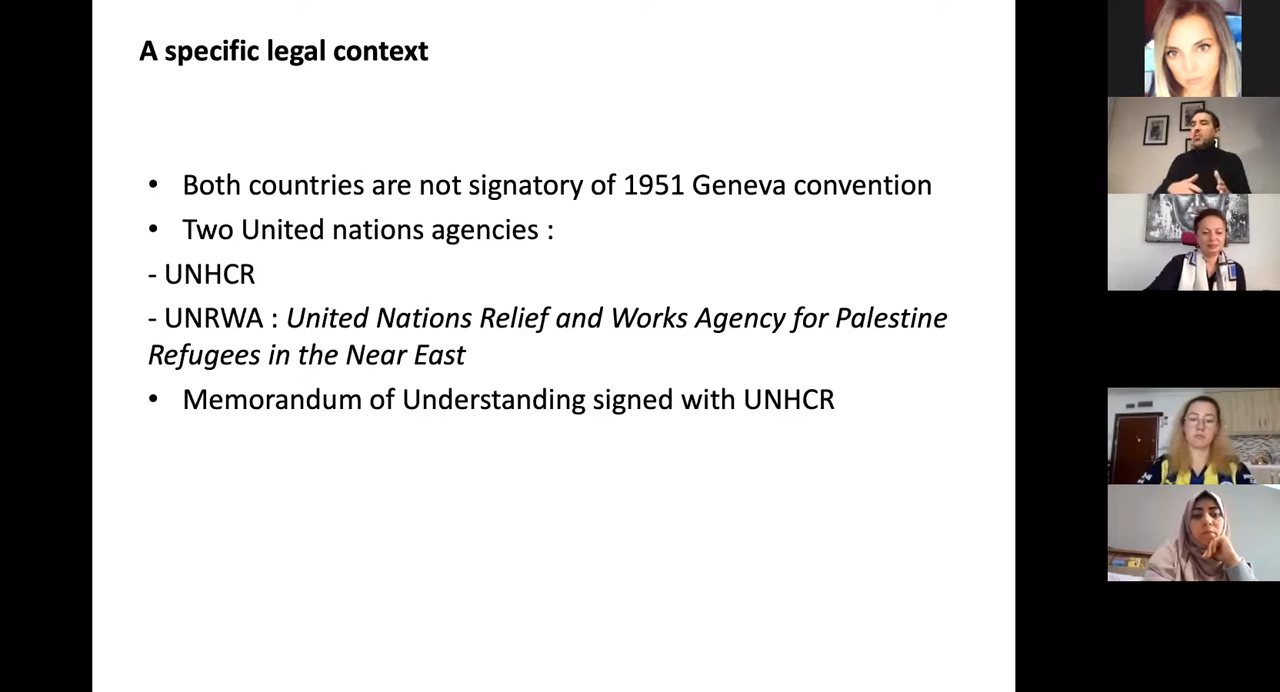 A specific legal context
• Both countries are not signatory of 1951 Geneva convention
• Two United nations agencies :
- UNHCR
- UNRWA : United Nations Relief and Works Agency for Palestine
Refugees in the Near East
• Memorandum of Understanding signed with UNHCR